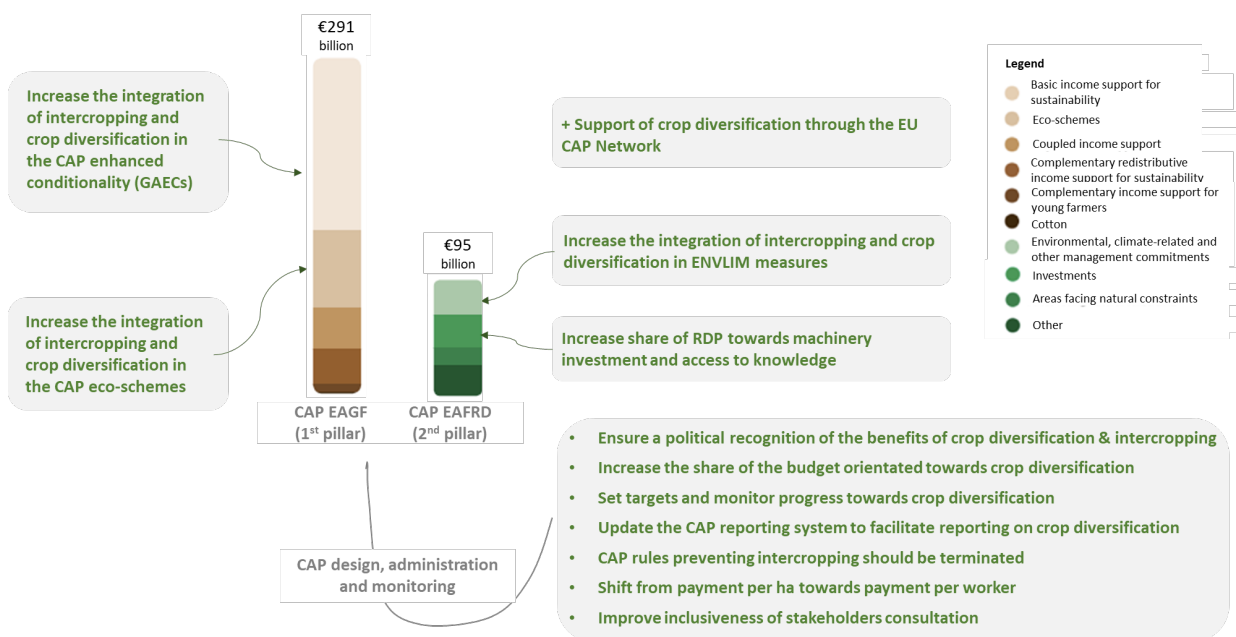 €291
billion
Increase the integration
of intercropping and
crop diversification in
the CAP enhanced
conditionality (GAECs)
Increase the integration
of intercropping and
crop diversification in
the CAP eco-schemes
€95
billion
CAP EAGF
(1st pillar)
CAP EAFRD
(2nd pillar)
+ Support of crop diversification through the EU
CAP Network
Increase the integration of intercropping and crop
diversification in ENVLIM measures
Increase share of RDP towards machinery
investment and access to knowledge
Legend
Basic income support for
sustainability
Eco-schemes
Coupled income support
Complementary redistributive
income support for sustainability
Complementary income support for
young farmers
Cotton
Environmental, climate-related and
other management commitments
Investments
Areas facing natural constraints
Other
CAP design, administration
and monitoring
• Ensure a political recognition of the benefits of crop diversification & intercropping
• Increase the share of the budget orientated towards crop diversification
• Set targets and monitor progress towards crop diversification
• Update the CAP reporting system to facilitate reporting on crop diversification
• CAP rules preventing intercropping should be terminated
• Shift from payment per ha towards payment per worker
• Improve inclusiveness of stakeholders consultation